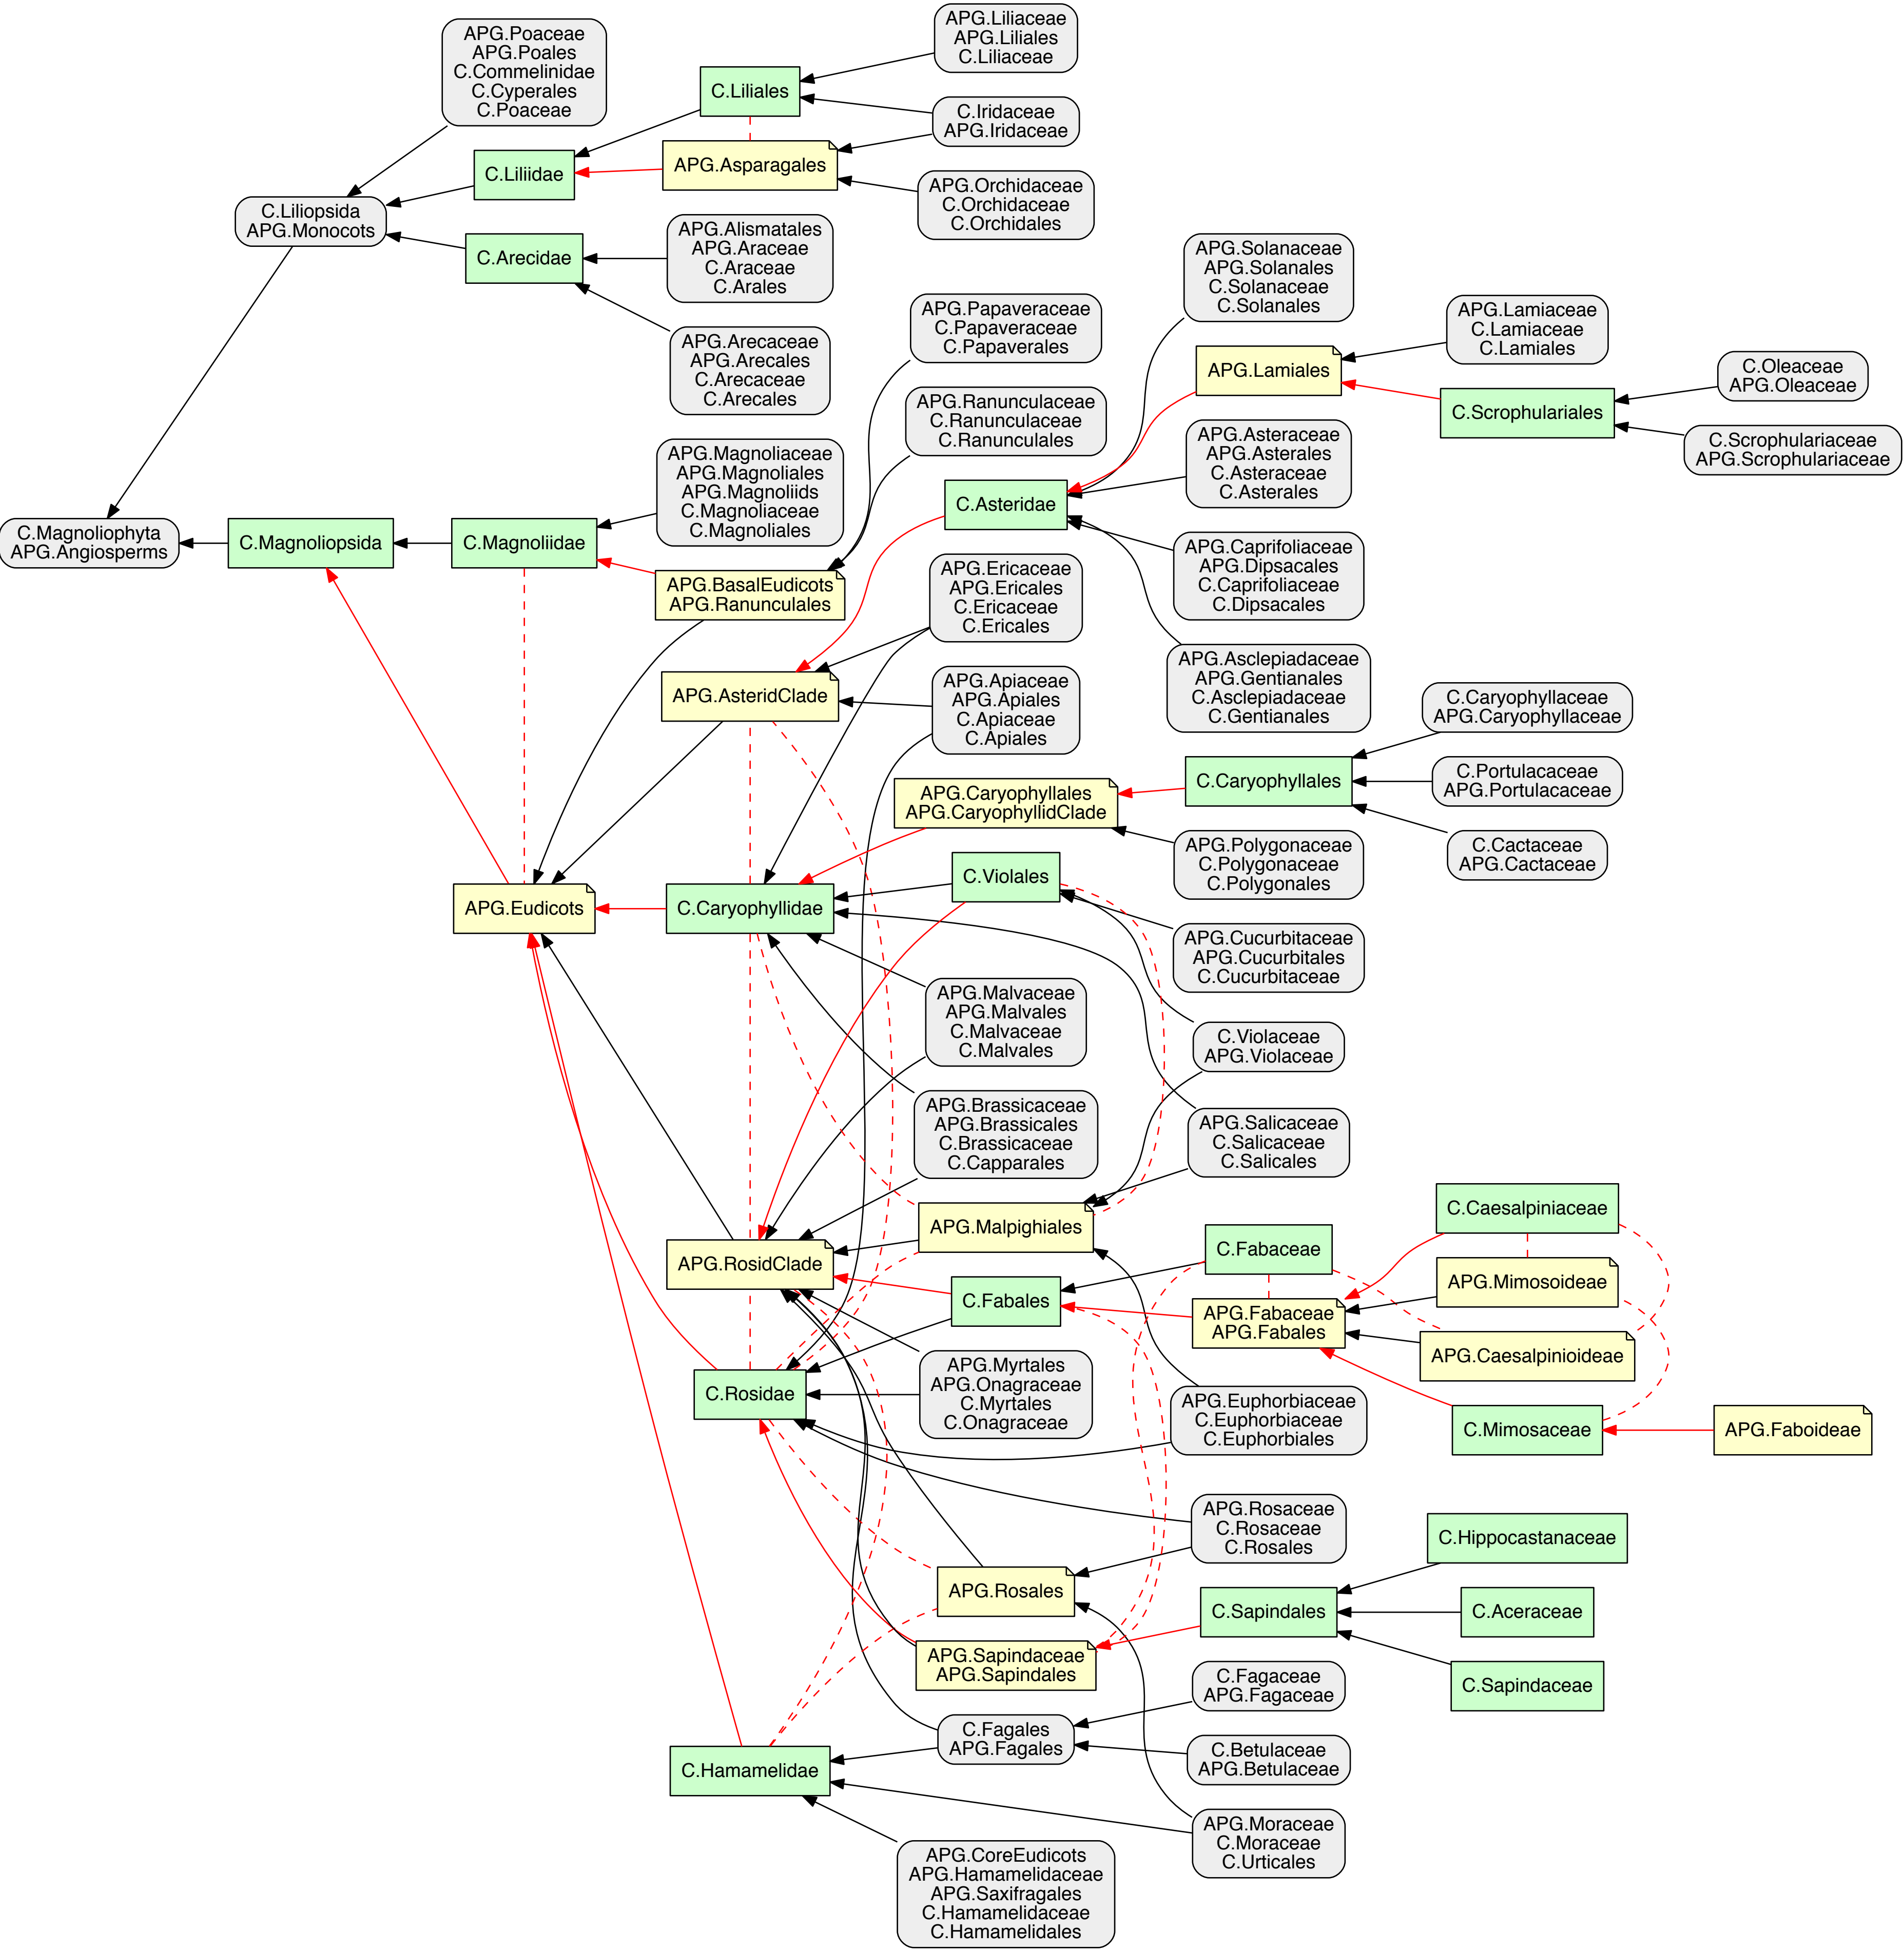 APG.Poaceae
APG.Poales
C.Commelinidae
C.Cyperales
C.Poaceae
C.Liliopsida
APG.Monocots
C.Magnoliophyta
APG.Angiosperms
C.Magnoliopsida
C.Liliidae
C.Arecidae
C.Magnoliidae
APG.Eudicots
C.Liliales
APG.Asparagales
APG.Alismatales
APG.Araceae
C.Araceae
C.Arales
APG.Arecaceae
APG.Arecales
C.Arecaceae
C.Arecales
APG.Magnoliaceae
APG.Magnoliales
APG.Magnoliids
C.Magnoliaceae
C.Magnoliales
APG.BasalEudicots
APG.Ranunculales
APG.AsteridClade
C.Caryophyllidae
APG.RosidClade
C.Rosidae
C.Hamamelidae
APG.Liliaceae
APG.Liliales
C.Liliaceae
C.Iridaceae
APG.Iridaceae
APG.Orchidaceae
C.Orchidaceae
C.Orchidales
APG.Papaveraceae
C.Papaveraceae
C.Papaverales
APG.Ranunculaceae
C.Ranunculaceae
C.Ranunculales
C.Asteridae
APG.Ericaceae
APG.Ericales
C.Ericaceae
C.Ericales
APG.Apiaceae
APG.Apiales
C.Apiaceae
C.Apiales
APG.Caryophyllales
APG.CaryophyllidClade
C.Violales
APG.Malvaceae
APG.Malvales
C.Malvaceae
C.Malvales
APG.Brassicaceae
APG.Brassicales
C.Brassicaceae
C.Capparales
APG.Malpighiales
C.Fabales
APG.Myrtales
APG.Onagraceae
C.Myrtales
C.Onagraceae
APG.Rosales
APG.Sapindaceae
APG.Sapindales
C.Fagales
APG.Fagales
APG.CoreEudicots
APG.Hamamelidaceae
APG.Saxifragales
C.Hamamelidaceae
C.Hamamelidales
APG.Solanaceae
APG.Solanales
C.Solanaceae
C.Solanales
APG.Lamiales
APG.Asteraceae
APG.Asterales
C.Asteraceae
C.Asterales
APG.Caprifoliaceae
APG.Dipsacales
C.Caprifoliaceae
C.Dipsacales
APG.Asclepiadaceae
APG.Gentianales
C.Asclepiadaceae
C.Gentianales
C.Caryophyllales
APG.Polygonaceae
C.Polygonaceae
C.Polygonales
APG.Cucurbitaceae
APG.Cucurbitales
C.Cucurbitaceae
C.Violaceae
APG.Violaceae
APG.Salicaceae
C.Salicaceae
C.Salicales
C.Fabaceae
APG.Fabaceae
APG.Fabales
APG.Euphorbiaceae
C.Euphorbiaceae
C.Euphorbiales
APG.Rosaceae
C.Rosaceae
C.Rosales
C.Sapindales
C.Fagaceae
APG.Fagaceae
C.Betulaceae
APG.Betulaceae
APG.Moraceae
C.Moraceae
C.Urticales
APG.Lamiaceae
C.Lamiaceae
C.Lamiales
C.Scrophulariales
C.Caryophyllaceae
APG.Caryophyllaceae
C.Portulacaceae
APG.Portulacaceae
C.Cactaceae
APG.Cactaceae
C.Caesalpiniaceae
APG.Mimosoideae
APG.Caesalpinioideae
C.Mimosaceae
C.Hippocastanaceae
C.Aceraceae
C.Sapindaceae
C.Oleaceae
APG.Oleaceae
C.Scrophulariaceae
APG.Scrophulariaceae
APG.Faboideae